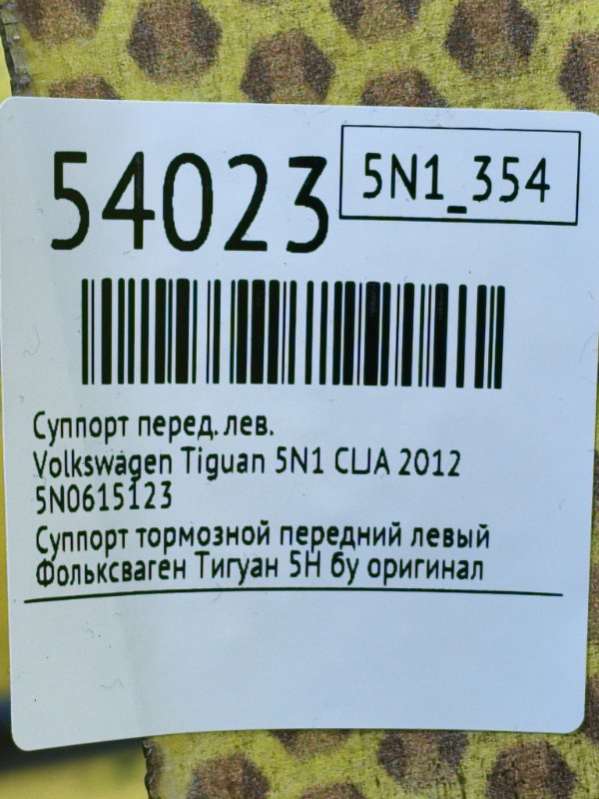 54023
5N1_354
Суппорт перед. лев.
Volkswagen Tiguan 5N1 CLJA 2012
5N0615123
Суппорт тормозной передний левый
Фольксваген Тигуан 5Н бу оригинал